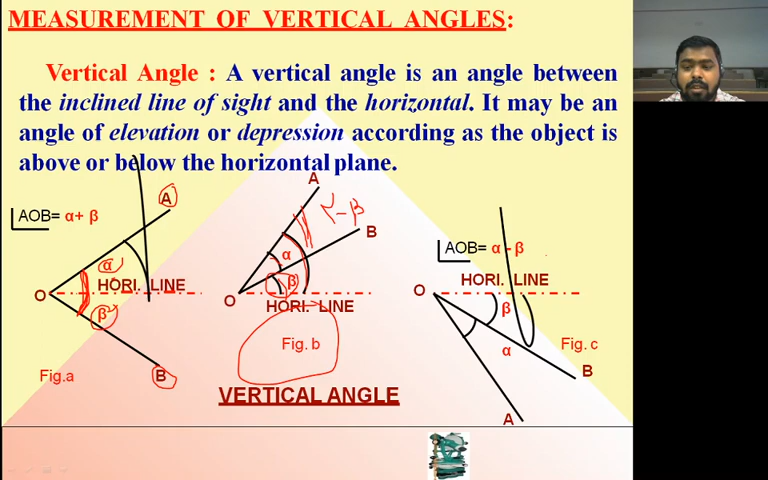 MEASUREMENT OF VERTICAL ANGLES:
Vertical Angle : A vertical angle is an angle between
the inclined line of sight and the horizontal. It may be an
angle of elevation or depression according as the object is
above or below the horizontal plane.
AOB= α+ β
A
O
α
HORI. LINE
β
B
Fig.a
A
B
α
β
O
HORI. LINE
- β
Fig. b
VERTICAL ANGLE
AOB= α - β
HORI. LINE
O
β
α
Fig.c
B
A